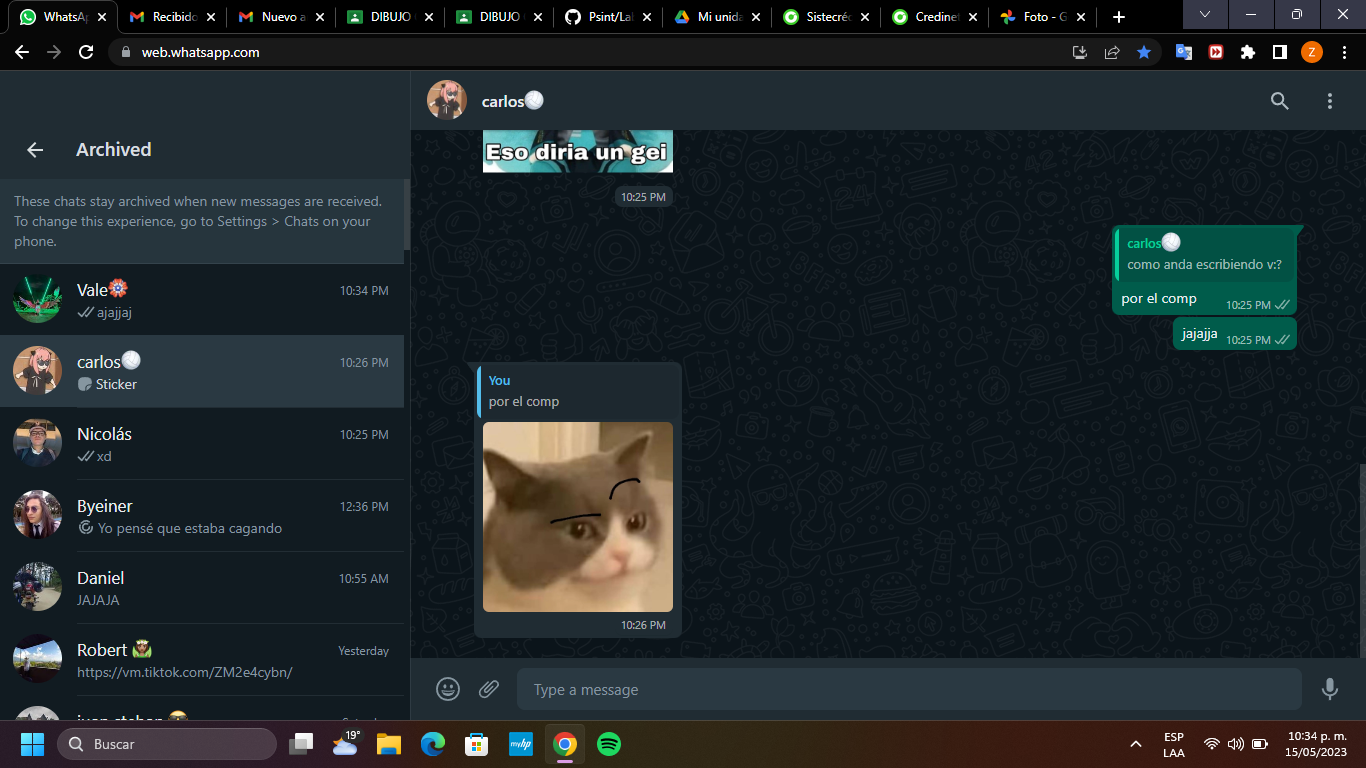 WhatsA
Recibido
Nuevo a
DIBUJO
DIBUJO
Psint/Lal
Mi unida
Sistecréc
Credinet
Foto - G
Z
web.whatsapp.com
Archived
These chats stay archived when new messages are received.
To change this experience, go to Settings > Chats on your
phone.
Vale
10:34 PM
ajajjaj
carlos
10:26 PM
Sticker
Nicolás
10:25 PM
xd
Byeiner
12:36 PM
Yo pensé que estaba cagando
Daniel
10:55 AM
JAJAJA
Robert
Yesterday
https://vm.tiktok.com/ZM2e4cybn/
carlos
Eso diria un gei
10:25 PM
carlos
como anda escribiendo v:?
por el comp
10:25 PM
jajajja
10:25 PM
You
por el comp
10:26 PM
Type a message
Buscar
19°
myhp
ESP
LAA
10:34 p. m.
15/05/2023